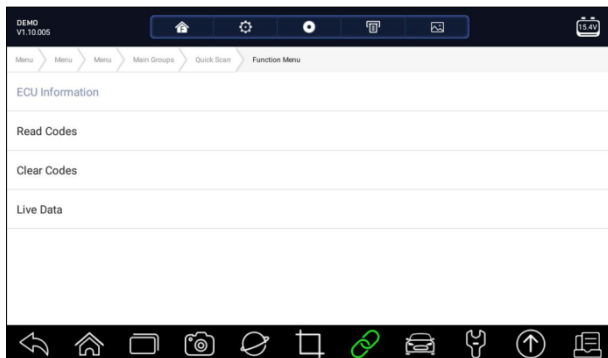 DEMO
V1.10.005
15.4V
Menu Menu Menu Main Groups Quick Scan Function Menu
ECU Information
Read Codes
Clear Codes
Live Data